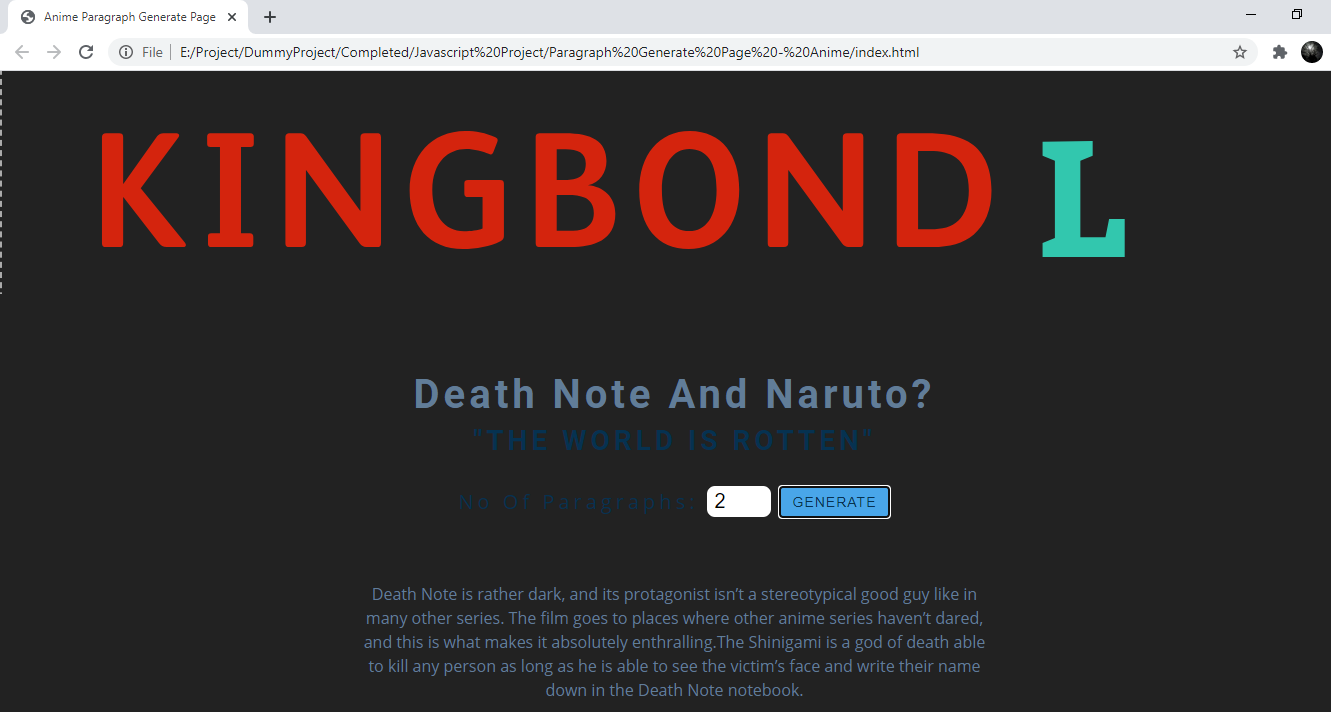 Anime Paragraph Generate Page
File E:/Project/DummyProject/Completed/Javascript%20Project/Paragraph%20Generate%20Page%20-%20Anime/index.html
KINGBOND L
Death Note And Naruto?
"THE WORLD IS ROTTEN"
No Of Paragraphs: 2 GENERATE
Death Note is rather dark, and its protagonist isn’t a stereotypical good guy like in
many other series. The film goes to places where other anime series haven’t dared,
and this is what makes it absolutely enthralling.The Shinigami is a god of death able
to kill any person as long as he is able to see the victim’s face and write their name
down in the Death Note notebook.